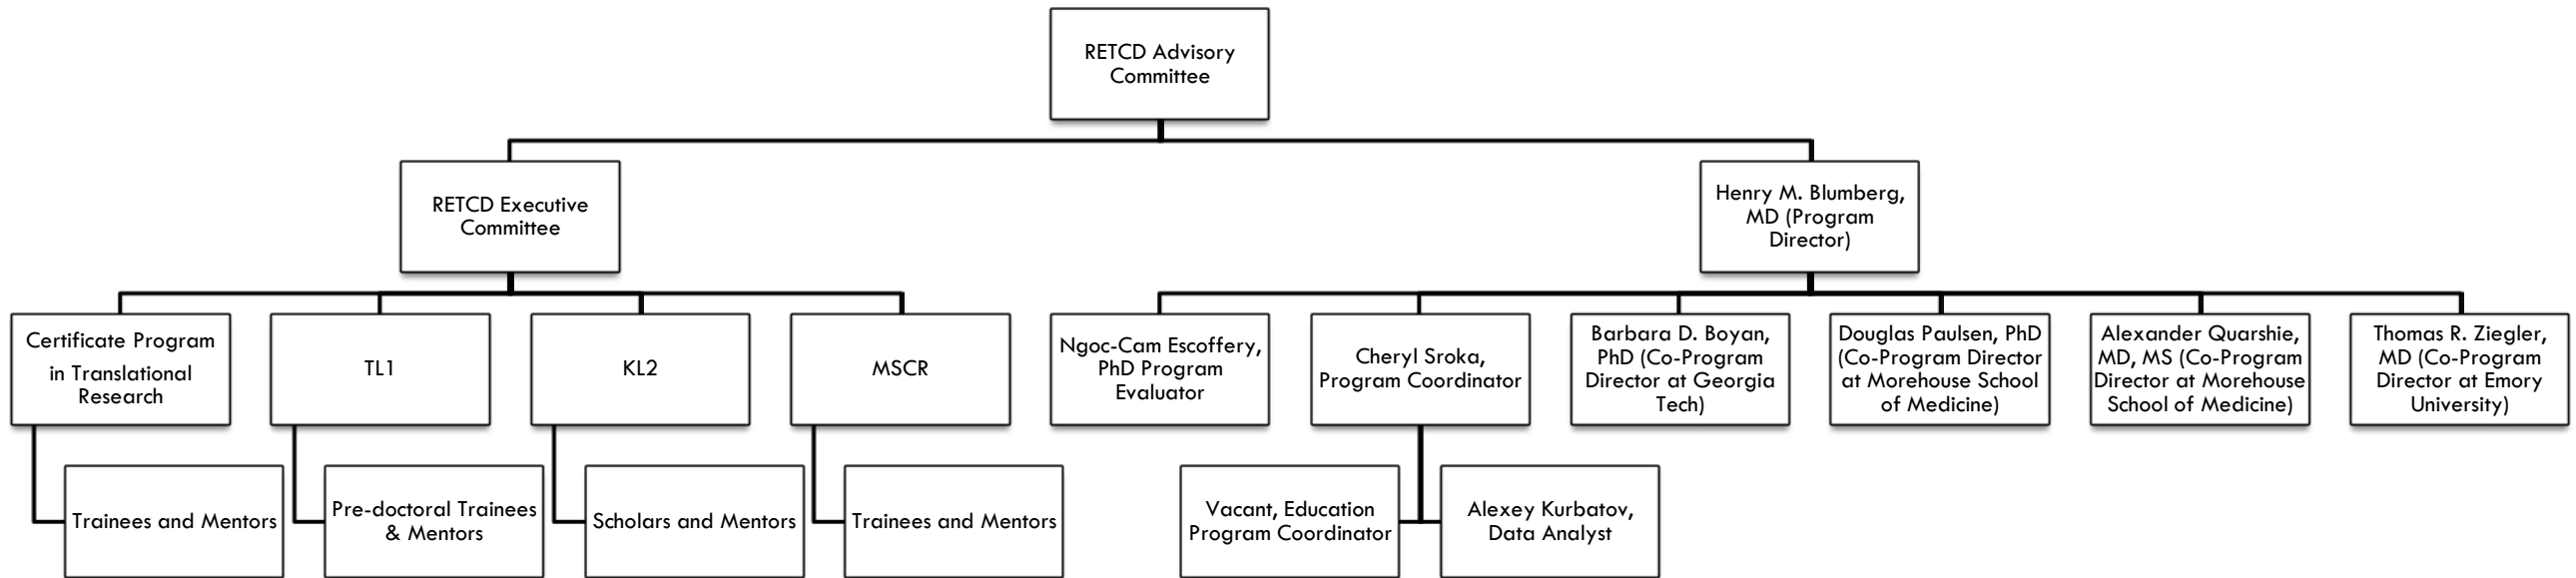 RETCD Advisory
Committee
RETCD Executive
Committee
Henry M. Blumberg,
MD (Program
Director)
Certificate Program
in Translational
Research
TL1
KL2
MSCR
Ngoc-Cam Escoffery,
PhD Program
Evaluator
Cheryl Sroka,
Program Coordinator
Barbara D. Boyan,
PhD (Co-Program
Director at Georgia
Tech)
Douglas Paulsen, PhD
(Co-Program Director
at Morehouse School
of Medicine)
Alexander Quarshie,
MD, MS (Co-Program
Director at Morehouse
School of Medicine)
Thomas R. Ziegler,
MD (Co-Program
Director at Emory
University)
Trainees and Mentors
Pre-doctoral Trainees
& Mentors
Scholars and Mentors
Trainees and Mentors
Vacant, Education
Program Coordinator
Alexey Kurbatov,
Data Analyst